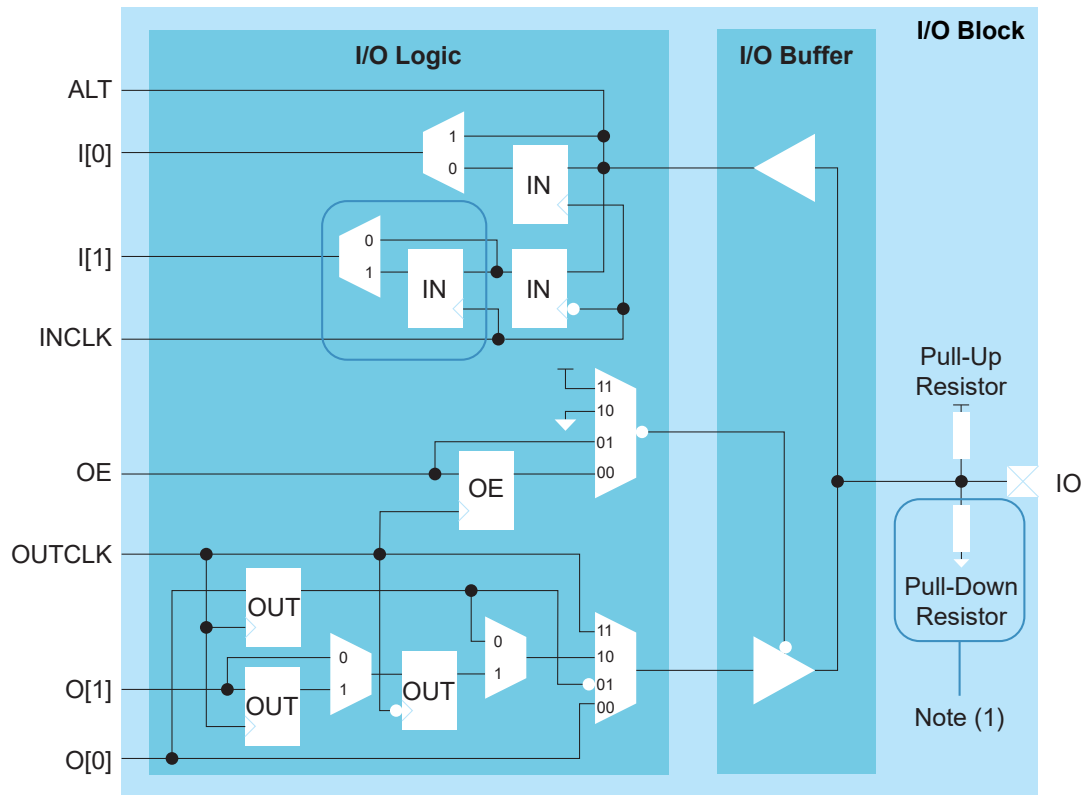 I/O Block
I/O Logic
I/O Buffer
ALT
1
I[0]
0
IN
0
I[1]
1
IN
IN
INCLK
Pull-Up
Resistor
11
10
01
OE
00
OE
IO
OUTCLK
Pull-Down
Resistor
OUT
11
0
0
10
1
O[1]
1
OUT
01
OUT
00
Note (1)
O[0]